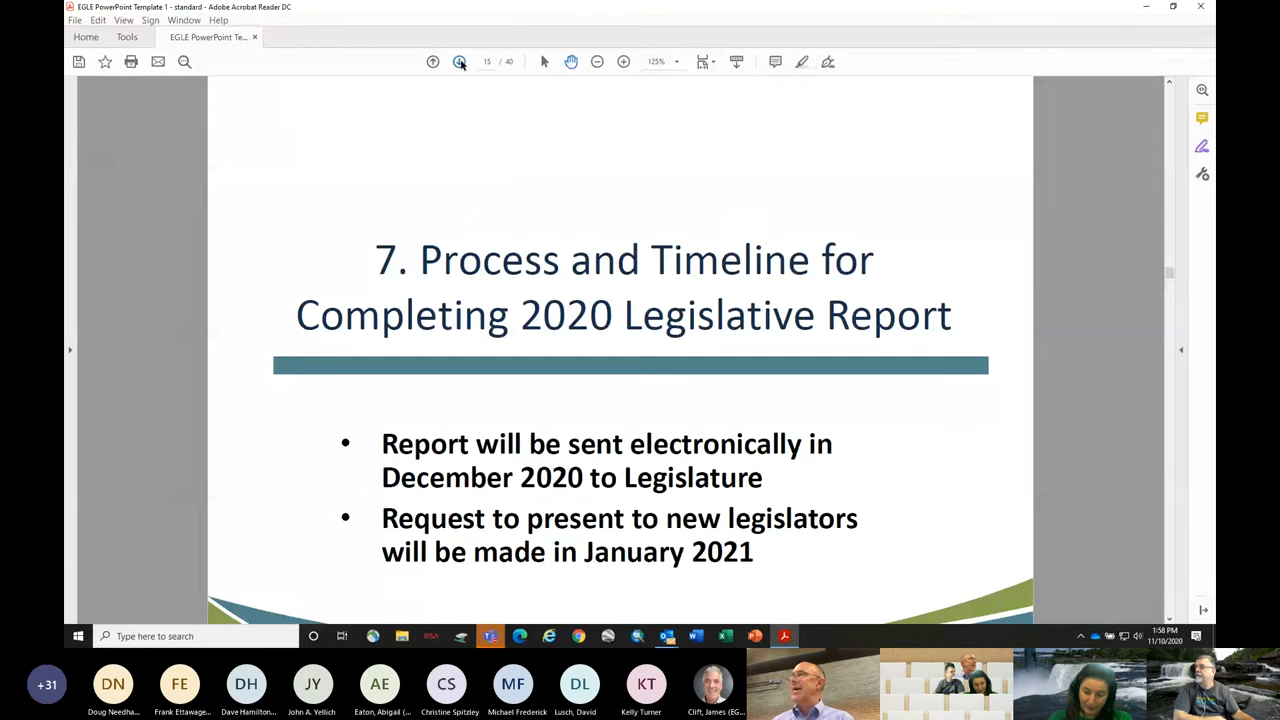 EGLE PowerPoint Template 1 - standard - Adobe Acrobat Reader DC
File Edit View Sign Window Help
Home Tools EGLE PowerPoint Te... ×
15 / 40 125%
7. Process and Timeline for
Completing 2020 Legislative Report
• Report will be sent electronically in
December 2020 to Legislature
• Request to present to new legislators
will be made in January 2021
Type here to search
RSA
1:58 PM
11/10/2020
+31 DN FE DH JY AE CS MF DL KT
Doug Needha... Frank Ettawage... Dave Hamilton... John A. Yellich Eaton, Abigail (... Christine Spitzley Michael Frederick Lusch, David Kelly Turner Clift, James (EG...